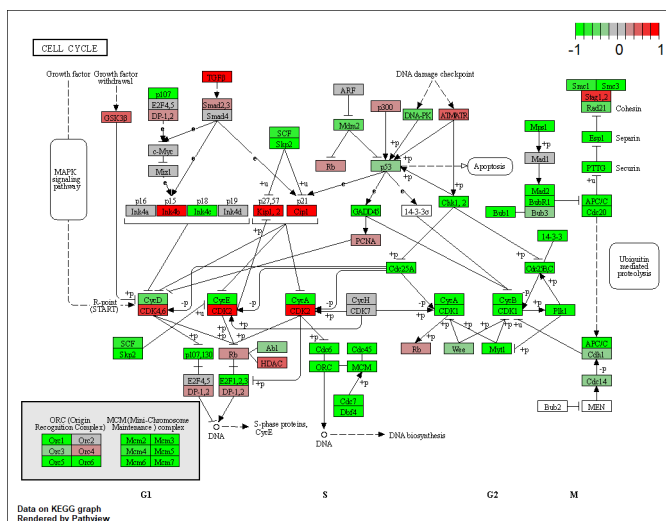 CELL CYCLE
-1 0 1
Growth factor
Growth factor
withdrawal
TGFβ
DNA damage checkpoint
Smc1 Smc3
Stag1,2
Rad21
Cohesin
p107
E2F4,5
DP-1,2
Smad2,3
Smad4
ARF
p300
DNA-PK
ATM/ATR
GSK3β
Mdm2
Mps1
Esp1
Separin
SCF
Skp2
c-Myc
Miz1
Rb
p53
Apoptosis
Mad1
PTTG
Securin
MAPK
signaling
pathway
p16 p15 p18 p19
Ink4a Ink4b Ink4c Ink4d
p27,57 p21
Kip1,2 Cip1
GADD45
14-3-3σ
Chk1,2
Mad2
BubR1
Bub3
Bub1
APC/C
Cdc20
PCNA
14-3-3
Cdc25A
Cdc25B,C
Ubiquitin
mediated
proteolysis
R-point
(START)
CycD
CDK4,6
CycE
CDK2
CycA
CDK2
CycH
CDK7
CycA
CDK1
CycB
CDK1
Plk1
SCF
Skp2
p107,130
Rb
Abl
HDAC
Cdc6
Cdc45
ORC
MCM
Rb
Wee
Myt1
APC/C
Cdh1
Cdc14
E2F4,5
DP-1,2
E2F1,2,3
DP-1,2
Cdc7
Dbf4
Bub2
MEN
DNA
S-phase proteins,
CycE
DNA
DNA biosynthesis
ORC (Origin
Recognition Complex)
MCM (Mini-Chromosome
Maintenance) complex
Orc1 Orc2
Orc3 Orc4
Orc5 Orc6
Mcm2 Mcm3
Mcm4 Mcm5
Mcm6 Mcm7
G1
S
G2
M
Data on KEGG graph
Rendered by Pathview